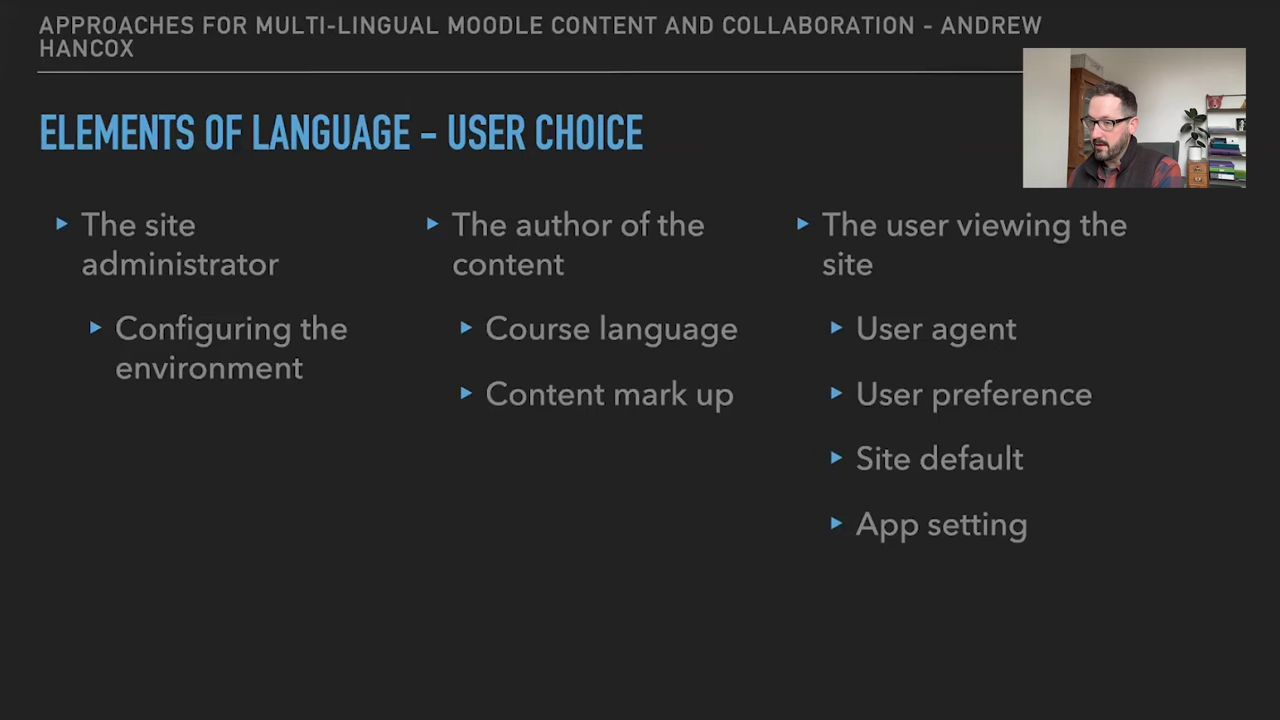 APPROACHES FOR MULTI-LINGUAL MOODLE CONTENT AND COLLABORATION - ANDREW
HANCOX
ELEMENTS OF LANGUAGE - USER CHOICE
The site
administrator
Configuring the
environment
The author of the
content
Course language
Content mark up
The user viewing the
site
User agent
User preference
Site default
App setting